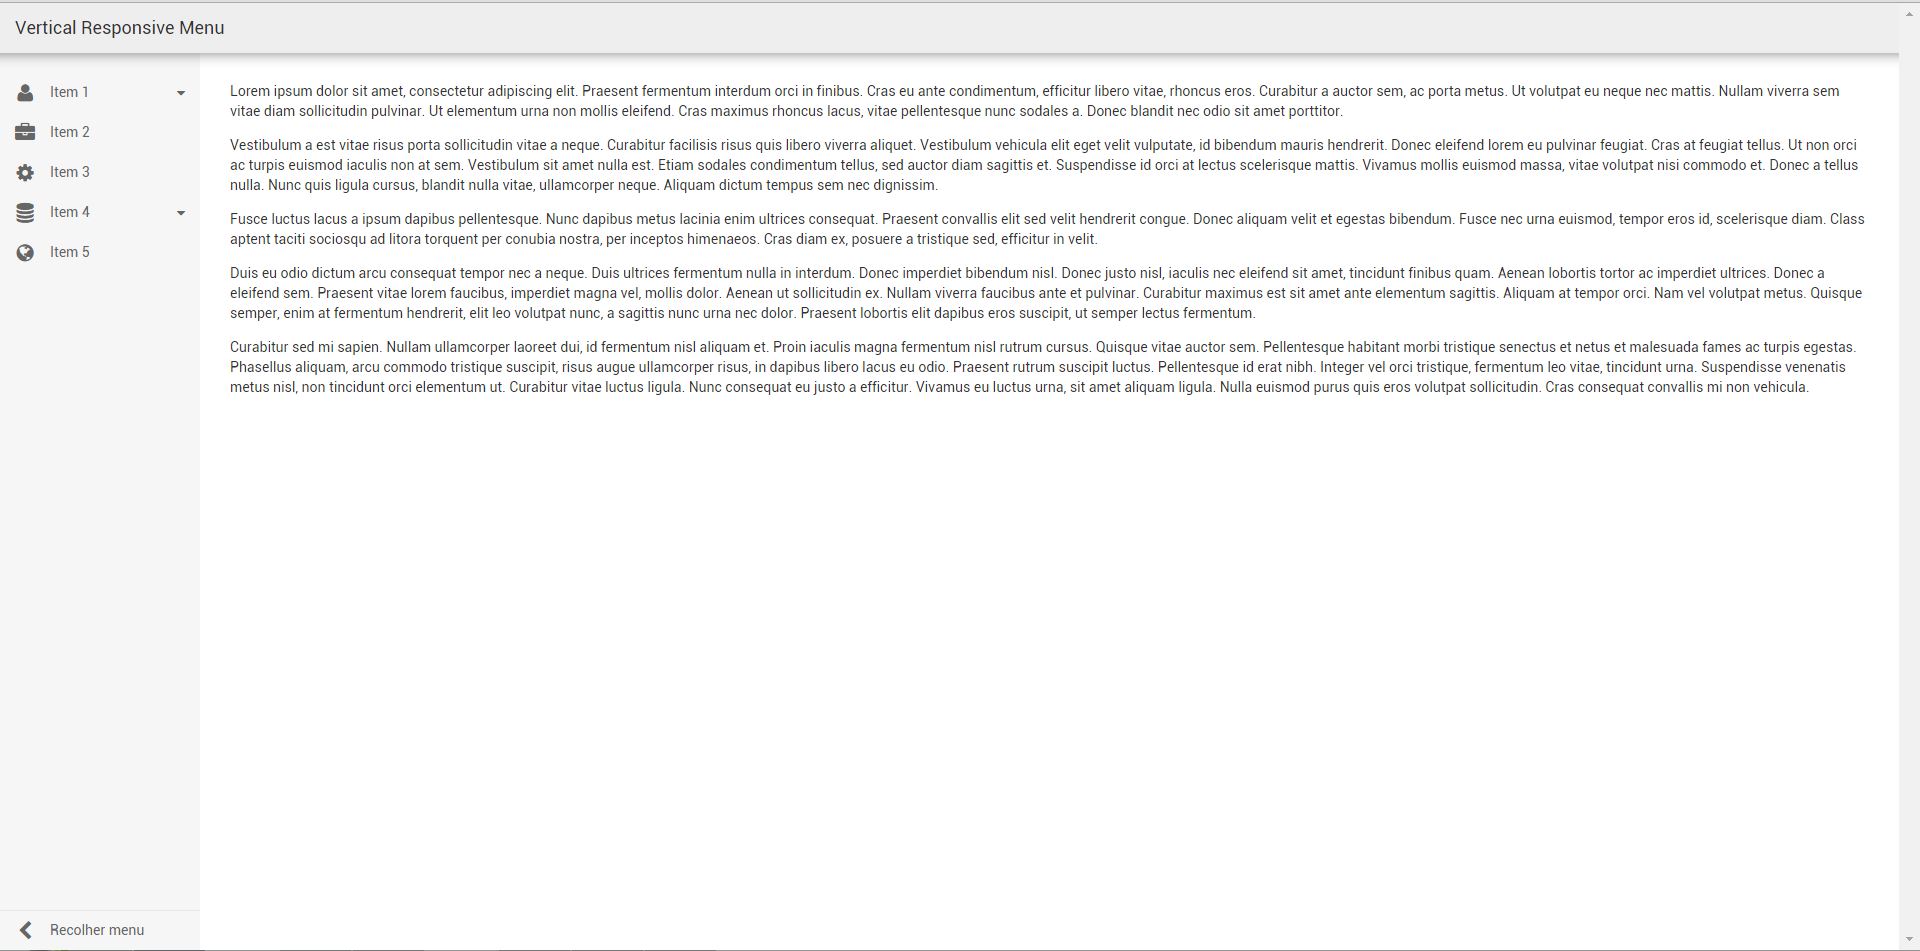 Vertical Responsive Menu
Item 1
Item 2
Item 3
Item 4
Item 5
Recolher menu
Lorem ipsum dolor sit amet, consectetur adipiscing elit. Praesent fermentum interdum orci in finibus. Cras eu ante condimentum, efficitur libero vitae, rhoncus eros. Curabitur a auctor sem, ac porta metus. Ut volutpat eu neque nec mattis. Nullam viverra sem
vitae diam sollicitudin pulvinar. Ut elementum urna non mollis eleifend. Cras maximus rhoncus lacus, vitae pellentesque nunc sodales a. Donec blandit nec odio sit amet porttitor.
Vestibulum a est vitae risus porta sollicitudin vitae a neque. Curabitur facilisis risus quis libero viverra aliquet. Vestibulum vehicula elit eget velit vulputate, id bibendum mauris hendrerit. Donec eleifend lorem eu pulvinar feugiat. Cras at feugiat tellus. Ut non orci
ac turpis euismod iaculis non at sem. Vestibulum sit amet nulla est. Etiam sodales condimentum tellus, sed auctor diam sagittis et. Suspendisse id orci at lectus scelerisque mattis. Vivamus mollis euismod massa, vitae volutpat nisi commodo et. Donec a tellus
nulla. Nunc quis ligula cursus, blandit nulla vitae, ullamcorper neque. Aliquam dictum tempus sem nec dignissim.
Fusce luctus lacus a ipsum dapibus pellentesque. Nunc dapibus metus lacinia enim ultrices consequat. Praesent convallis elit sed velit hendrerit congue. Donec aliquam velit et egestas bibendum. Fusce nec urna euismod, tempor eros id, scelerisque diam. Class
aptent taciti sociosqu ad litora torquent per conubia nostra, per inceptos himenaeos. Cras diam ex, posuere a tristique sed, efficitur in velit.
Duis eu odio dictum arcu consequat tempor nec a neque. Duis ultrices fermentum nulla in interdum. Donec imperdiet bibendum nisl. Donec justo nisl, iaculis nec eleifend sit amet, tincidunt finibus quam. Aenean lobortis tortor ac imperdiet ultrices. Donec a
eleifend sem. Praesent vitae lorem faucibus, imperdiet magna vel, mollis dolor. Aenean ut sollicitudin ex. Nullam viverra faucibus ante et pulvinar. Curabitur maximus est sit amet ante elementum sagittis. Aliquam at tempor orci. Nam vel volutpat metus. Quisque
semper, enim at fermentum hendrerit, elit leo volutpat nunc, a sagittis nunc urna nec dolor. Praesent lobortis elit dapibus eros suscipit, ut semper lectus fermentum.
Curabitur sed mi sapien. Nullam ullamcorper laoreet dui, id fermentum nisl aliquam et. Proin iaculis magna fermentum nisl rutrum cursus. Quisque vitae auctor sem. Pellentesque habitant morbi tristique senectus et netus et malesuada fames ac turpis egestas.
Phasellus aliquam, arcu commodo tristique suscipit, risus augue ullamcorper risus, in dapibus libero lacus eu odio. Praesent rutrum suscipit luctus. Pellentesque id erat nibh. Integer vel orci tristique, fermentum leo vitae, tincidunt urna. Suspendisse venenatis
metus nisl, non tincidunt orci elementum ut. Curabitur vitae luctus ligula. Nunc consequat eu justo a efficitur. Vivamus eu luctus urna, sit amet aliquam ligula. Nulla euismod purus quis eros volutpat sollicitudin. Cras consequat convallis mi non vehicula.